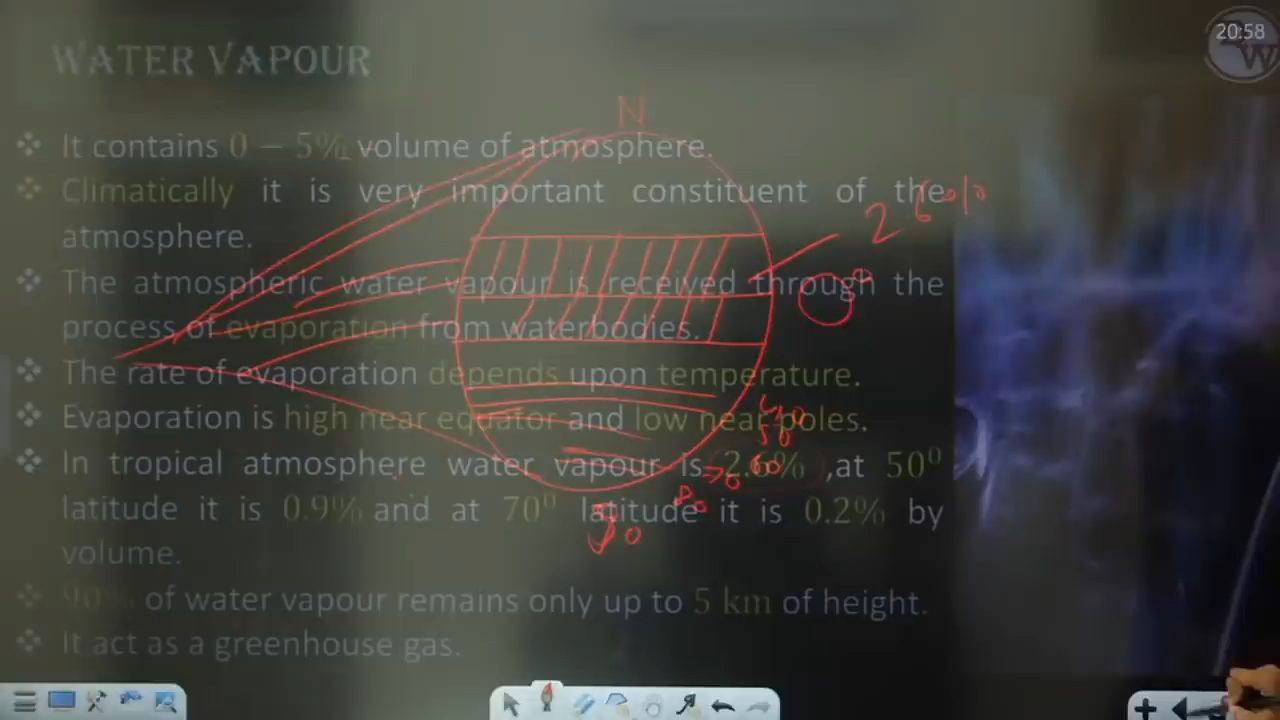 20:58
WATER VAPOUR
N
❖ It contains 0 – 5% volume of atmosphere.
❖ Climatically it is very important constituent of the
atmosphere.
❖ The atmospheric water vapour is received through the
process of evaporation from waterbodies.
❖ The rate of evaporation depends upon temperature.
❖ Evaporation is high near equator and low near poles.
❖ In tropical atmosphere water vapour is 2.6% ,at 50⁰
latitude it is 0.9% and at 70⁰ latitude it is 0.2% by
volume.
❖ 90% of water vapour remains only up to 5 km of height.
❖ It act as a greenhouse gas.
2 6%
0°
50
60
80